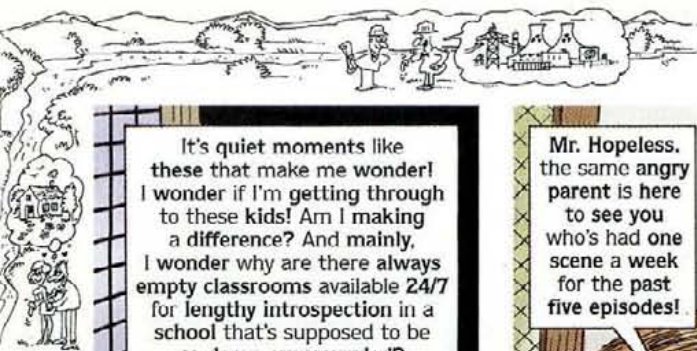 It's quiet moments like
these that make me wonder!
I wonder if I'm getting through
to these kids! Am I making
a difference? And mainly,
I wonder why are there always
empty classrooms available 24/7
for lengthy introspection in a
school that's supposed to be
Mr. Hopeless,
the same angry
parent is here
to see you
who's had one
scene a week
for the past
five episodes!